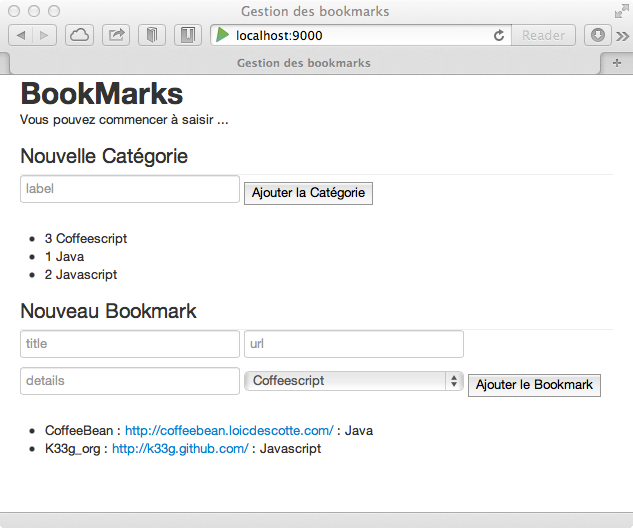 Gestion des bookmarks
localhost:9000
Reader
Gestion des bookmarks
BookMarks
Vous pouvez commencer à saisir ...
Nouvelle Catégorie
label Ajouter la Catégorie
3 Coffeescript
1 Java
2 Javascript
Nouveau Bookmark
title url
details Coffeescript Ajouter le Bookmark
CoffeeBean : http://coffeebean.loicdescotte.com/ : Java
K33g_org : http://k33g.github.com/ : Javascript